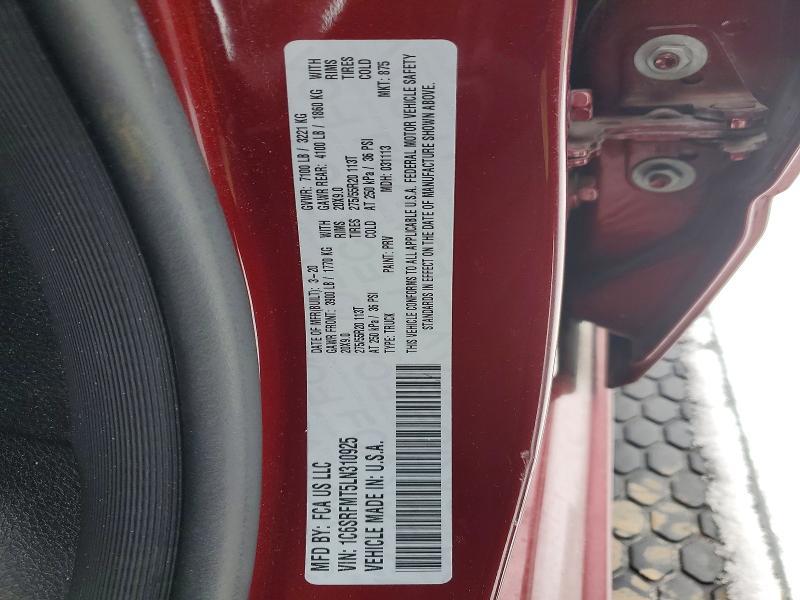 MFD BY: FCA US LLC
VIN: 1C6SRFMT5LN310925
VEHICLE MADE IN: U.S.A.
DATE OF MFR(BUILT): 3-20 GVWR: 7100 LB / 3221 KG
GAWR FRONT: 3900 LB / 1770 KG WITH GAWR REAR: 4100 LB / 1860 KG WITH
20X9.0 RIMS 20X9.0 RIMS
275/55R20 113T TIRES 275/55R20 113T TIRES
AT 250 kPa / 36 PSI COLD AT 250 kPa / 36 PSI COLD
TYPE: TRUCK PAINT: PRV MDH: 031113 MKT: 875
THIS VEHICLE CONFORMS TO ALL APPLICABLE U.S.A. FEDERAL MOTOR VEHICLE SAFETY
STANDARDS IN EFFECT ON THE DATE OF MANUFACTURE SHOWN ABOVE.